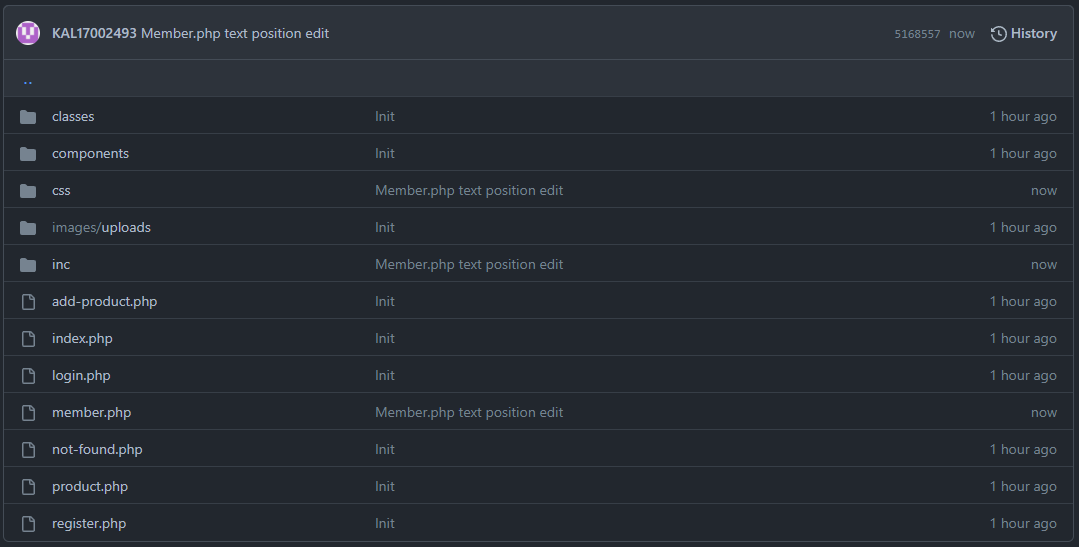 KAL17002493 Member.php text position edit 5168557 now History
..
classes Init 1 hour ago
components Init 1 hour ago
css Member.php text position edit now
images/uploads Init 1 hour ago
inc Member.php text position edit now
add-product.php Init 1 hour ago
index.php Init 1 hour ago
login.php Init 1 hour ago
member.php Member.php text position edit now
not-found.php Init 1 hour ago
product.php Init 1 hour ago
register.php Init 1 hour ago